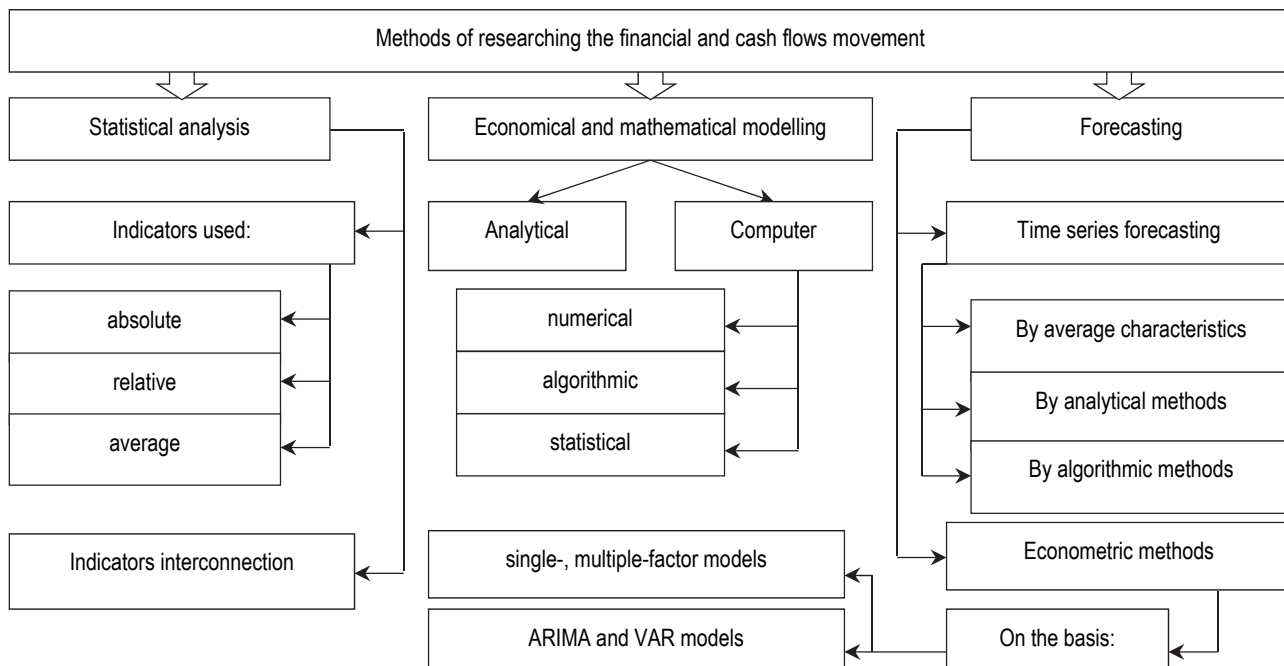 Methods of researching the financial and cash flows movement
Statistical analysis
Economical and mathematical modelling
Forecasting
Indicators used:
Analytical
Computer
Time series forecasting
absolute
numerical
By average characteristics
relative
algorithmic
By analytical methods
average
statistical
By algorithmic methods
Indicators interconnection
single-, multiple-factor models
Econometric methods
ARIMA and VAR models
On the basis: